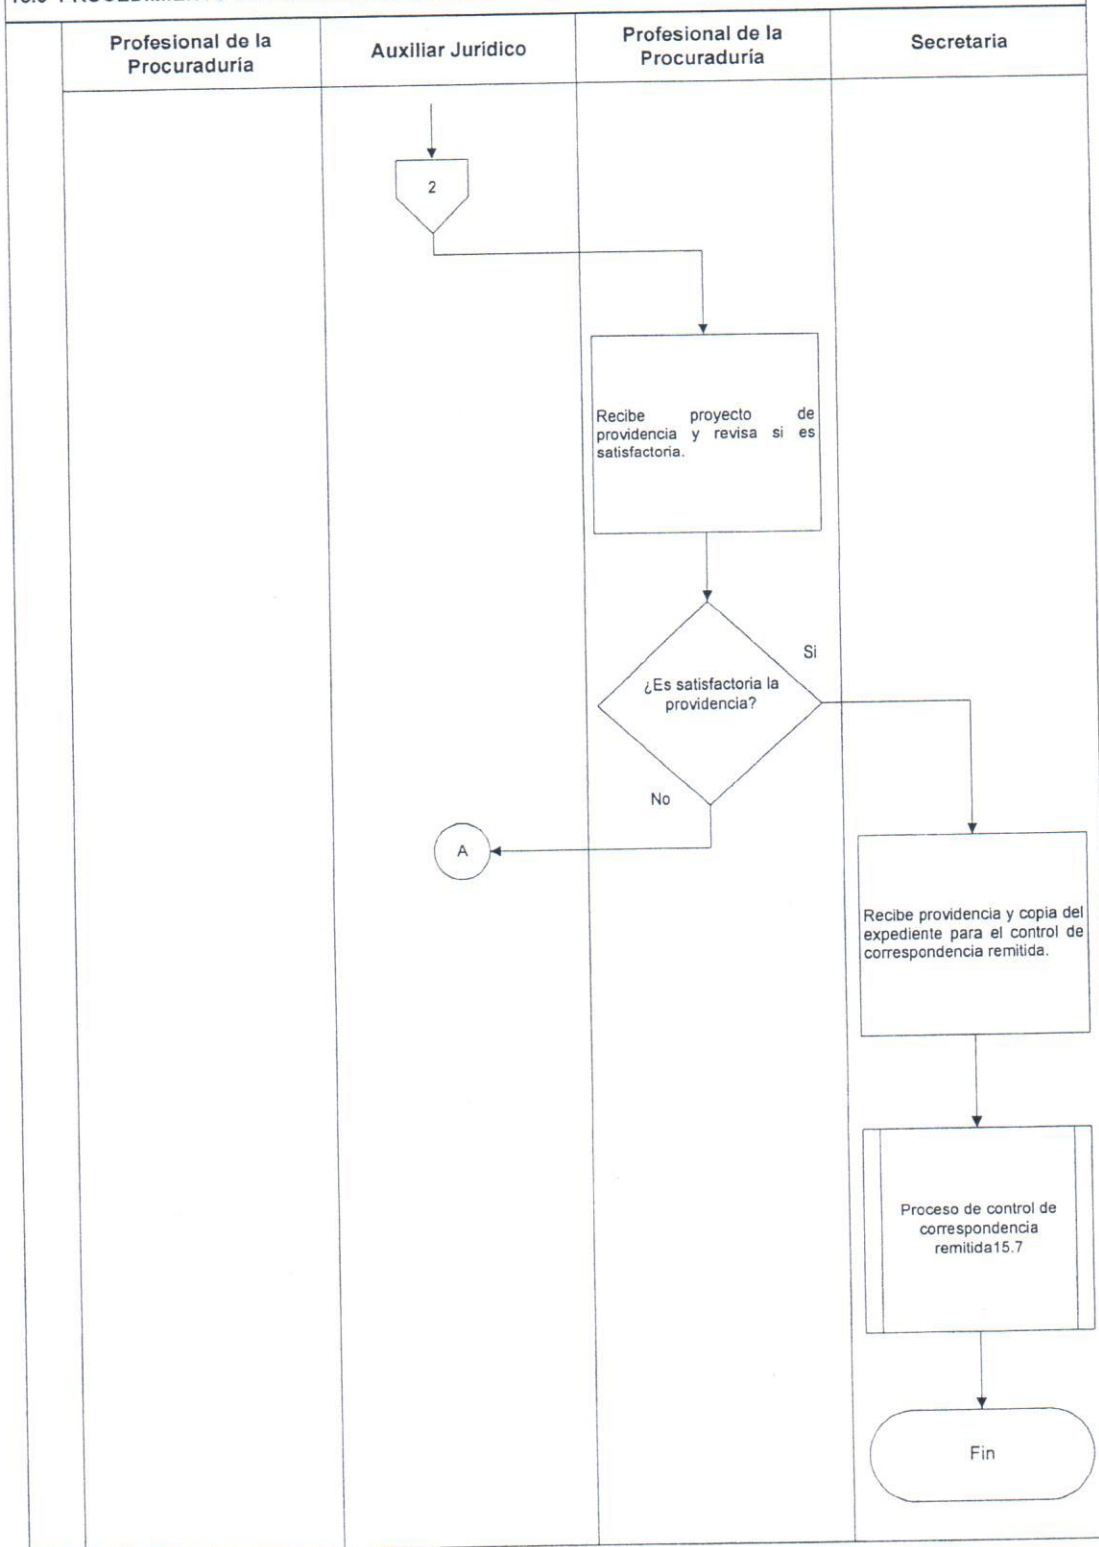 Profesional de la
Procuraduría
Auxiliar Jurídico
Profesional de la
Procuraduría
Secretaria
2
Recibe proyecto de
providencia y revisa si es
satisfactoria.
¿Es satisfactoria la
providencia?
Si
No
A
Recibe providencia y copia del
expediente para el control de
correspondencia remitida.
Proceso de control de
correspondencia
remitida15.7
Fin